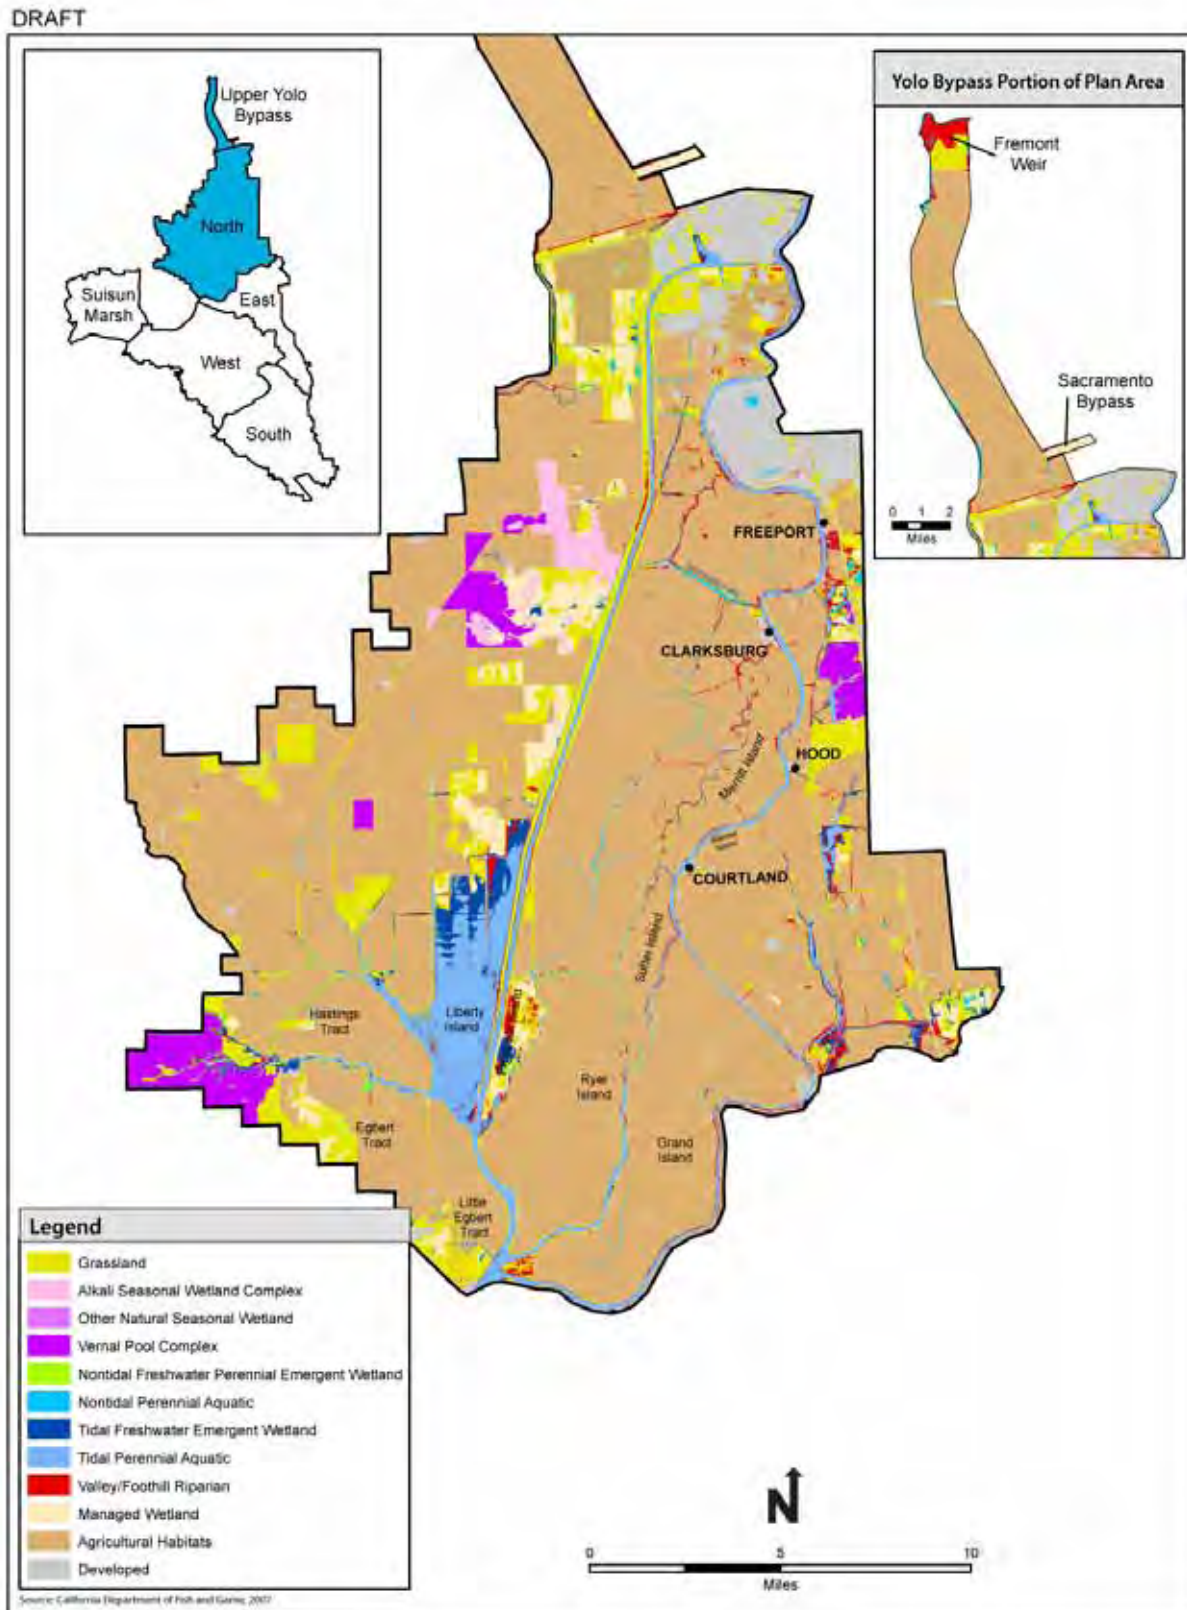 DRAFT
Upper Yolo
Bypass
North
Suisun
Marsh
East
West
South
Yolo Bypass Portion of Plan Area
Fremont
Weir
Sacramento
Bypass
0 1 2
Miles
FREEPORT
CLARKSBURG
Merritt Island
HOOD
COURTLAND
Sutter Island
Hastings
Tract
Liberty
Island
Ryer
Island
Egbert
Tract
Grand
Island
Little
Egbert
Tract
Legend
Grassland
Alkali Seasonal Wetland Complex
Other Natural Seasonal Wetland
Vernal Pool Complex
Nontidal Freshwater Perennial Emergent Wetland
Nontidal Perennial Aquatic
Tidal Freshwater Emergent Wetland
Tidal Perennial Aquatic
Valley/Foothill Riparian
Managed Wetland
Agricultural Habitats
Developed
N
0 5 10
Miles
Source: California Department of Fish and Game, 2007